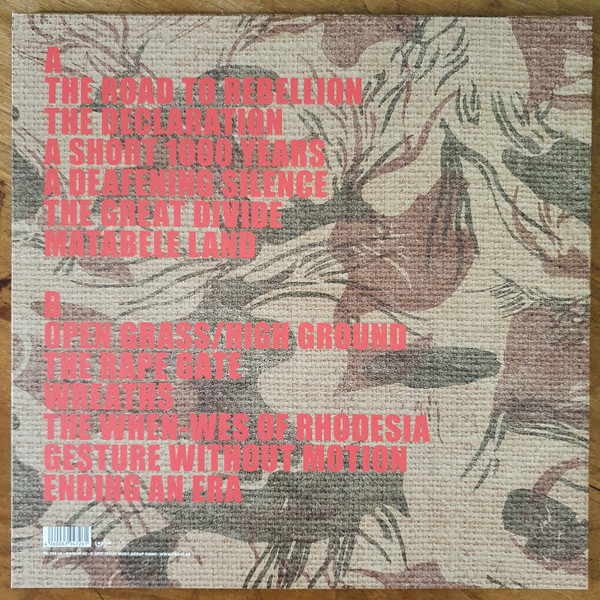 A
THE ROAD TO REBELLION
THE DECLARATION
A SHORT 1000 YEARS
A DEAFENING SILENCE
THE GREAT DIVIDE
MATABELE LAND
B
OPEN GRASS/HIGH GROUND
THE RAPE GATE
WREATHS
THE WHEN-WES OF RHODESIA
GESTURE WITHOUT MOTION
ENDING AN ERA